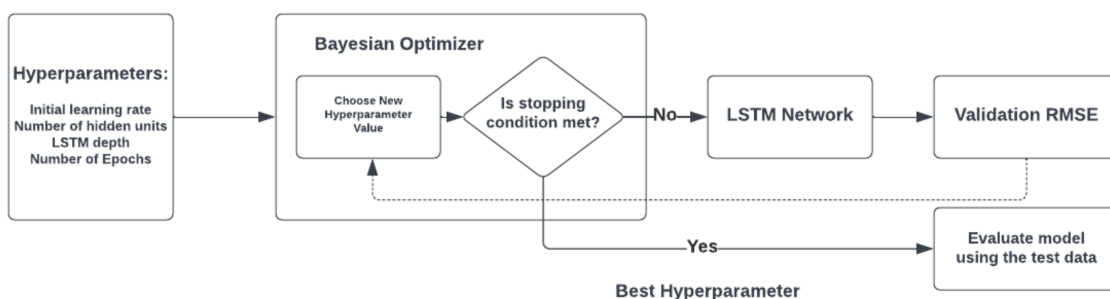 Hyperparameters:
Initial learning rate
Number of hidden units
LSTM depth
Number of Epochs
Bayesian Optimizer
Choose New
Hyperparameter
Value
Is stopping
condition met?
No
LSTM Network
Validation RMSE
Yes
Evaluate model
using the test data
Best Hyperparameter